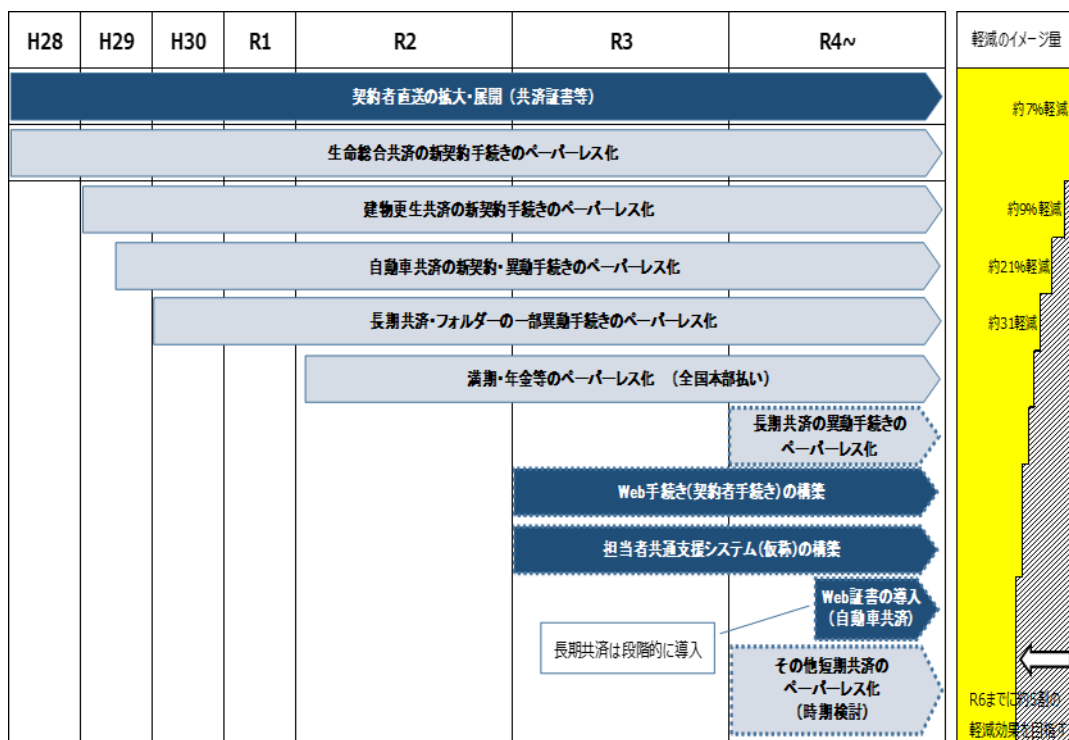 H28
H29
H30
R1
R2
R3
R4~
軽減のイメージ量
契約者直送の拡大・展開（共済証書等）
約7%軽減
生命総合共済の新契約手続きのペーパーレス化
建物更生共済の新契約手続きのペーパーレス化
約9%軽減
自動車共済の新契約・異動手続きのペーパーレス化
約21%軽減
長期共済・フォルダーの一部異動手続きのペーパーレス化
約31軽減
満期・年金等のペーパーレス化　（全国本部払い）
長期共済の異動手続きの
ペーパーレス化
Web手続き(契約者手続き)の構築
担当者共通支援システム(仮称)の構築
Web証書の導入
(自動車共済)
長期共済は段階的に導入
その他短期共済の
ペーパーレス化
(時期検討)
R6までに約5割の
軽減効果を目指す